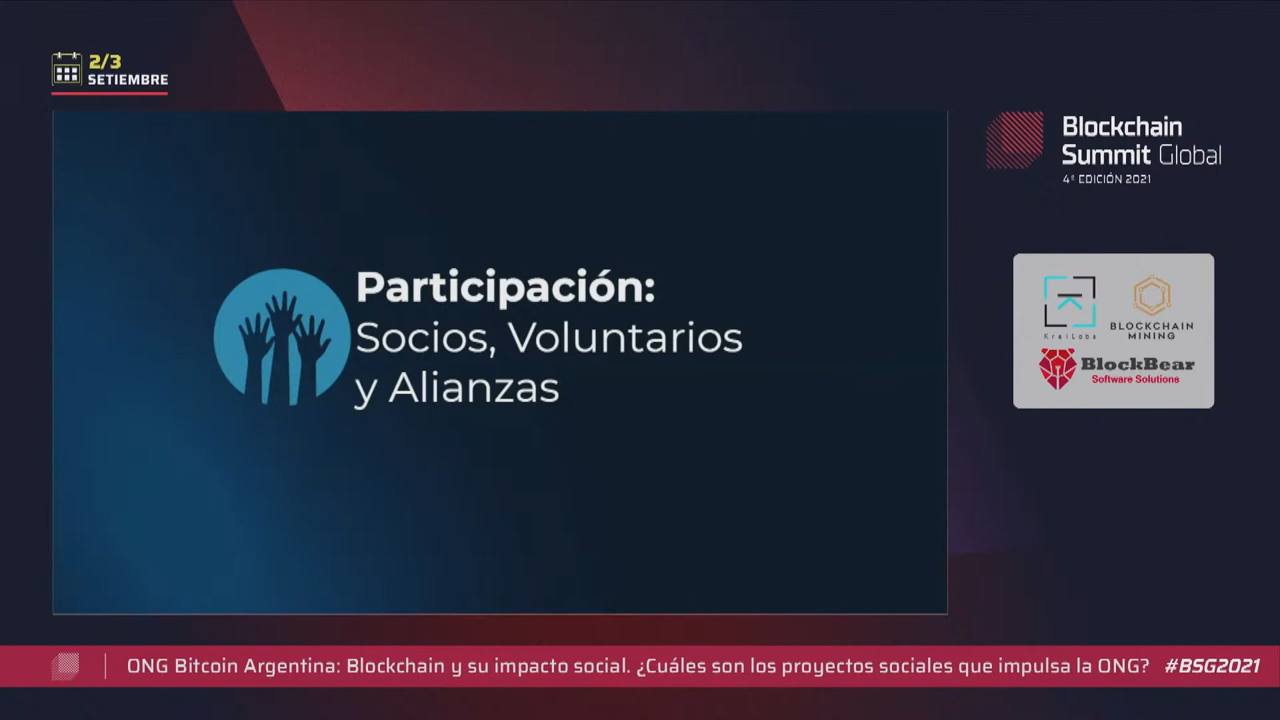 2/3
SETIEMBRE
Blockchain
Summit Global
4ª EDICIÓN 2021
Participación:
Socios, Voluntarios
y Alianzas
KreiLabs
BLOCKCHAIN
MINING
BlockBear
Software Solutions
ONG Bitcoin Argentina: Blockchain y su impacto social. ¿Cuáles son los proyectos sociales que impulsa la ONG? #BSG2021